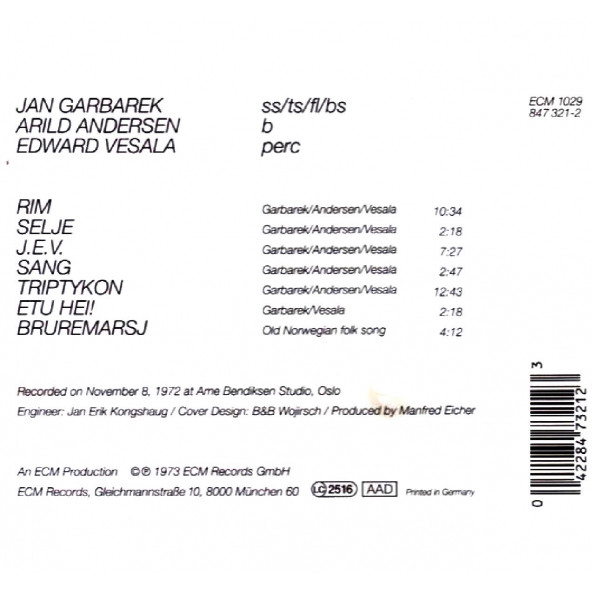 JAN GARBAREK ss/ts/fl/bs ECM 1029
ARILD ANDERSEN b 847 321-2
EDWARD VESALA perc
RIM Garbarek/Andersen/Vesala 10:34
SELJE Garbarek/Andersen/Vesala 2:18
J.E.V. Garbarek/Andersen/Vesala 7:27
SANG Garbarek/Andersen/Vesala 2:47
TRIPTYKON Garbarek/Andersen/Vesala 12:43
ETU HEI! Garbarek/Vesala 2:18
BRUREMARSJ Old Norwegian folk song 4:12
Recorded on November 8, 1972 at Arne Bendiksen Studio, Oslo
Engineer: Jan Erik Kongshaug / Cover Design: B&B Wojirsch / Produced by Manfred Eicher
An ECM Production ©℗ 1973 ECM Records GmbH
ECM Records, Gleichmannstraße 10, 8000 München 60 LC 2516 AAD Printed in Germany
0 42284 73212 3